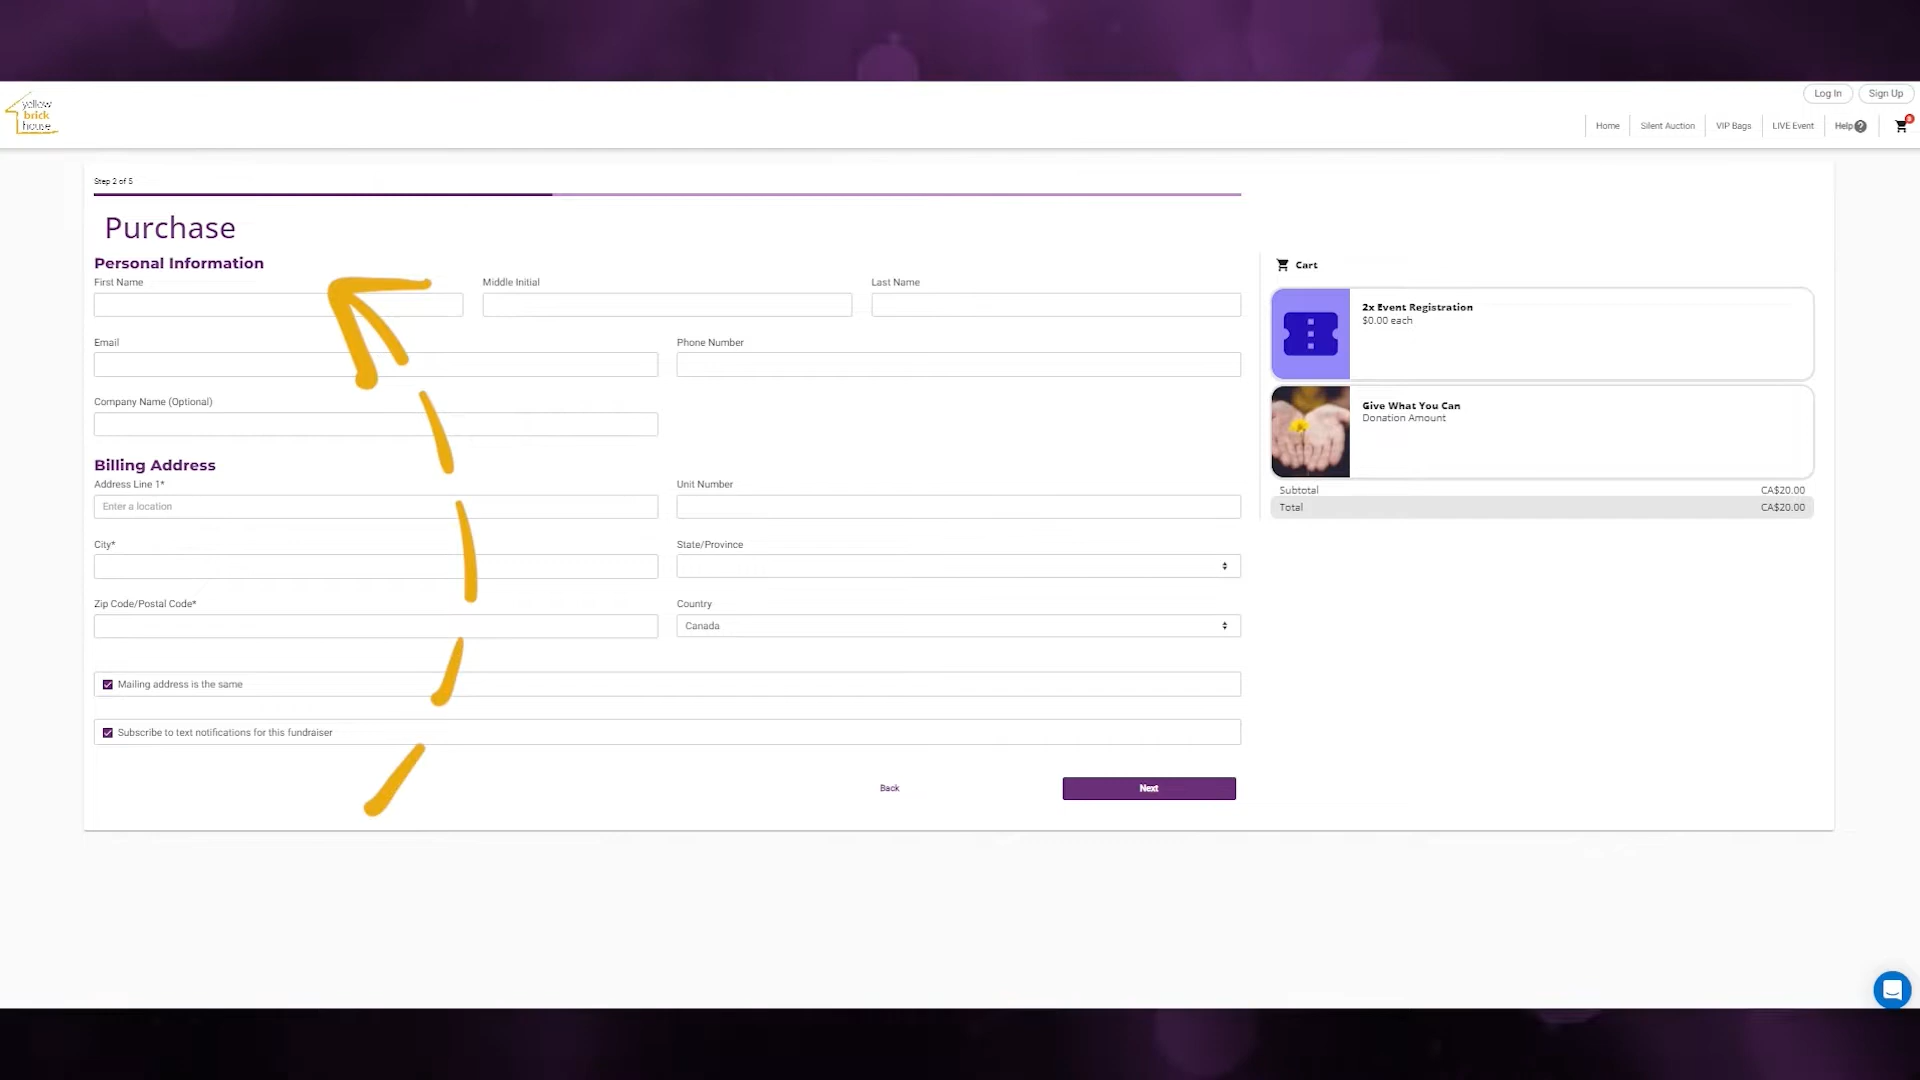 yellow
brick
house
Log In
Sign Up
Home
Silent Auction
VIP Bags
LIVE Event
Help
Step 2 of 5
Purchase
Personal Information
First Name
Middle Initial
Last Name
Email
Phone Number
Company Name (Optional)
Billing Address
Address Line 1*
Unit Number
Enter a location
City*
State/Province
Zip Code/Postal Code*
Country
Canada
Mailing address is the same
Subscribe to text notifications for this fundraiser
Back
Next
Cart
2x Event Registration
$0.00 each
Give What You Can
Donation Amount
Subtotal CA$20.00
Total CA$20.00